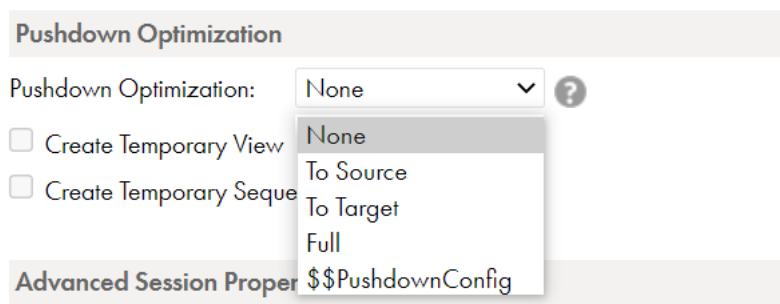 Pushdown Optimization
Pushdown Optimization: None
None
Create Temporary View
To Source
Create Temporary Seque
To Target
Full
Advanced Session Proper
$$PushdownConfig